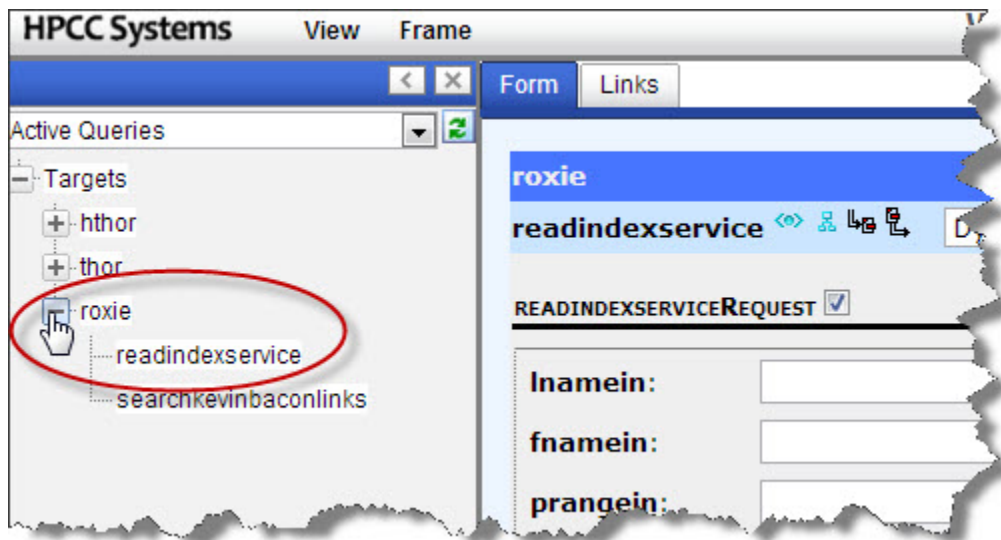 HPCC Systems View Frame
Form Links
Active Queries
Targets
hthor
thor
roxie
readindexservice
searchkevinbaconlinks
roxie
readindexservice
READINDEXSERVICEREQUEST
lnamein:
fnamein:
prangein: